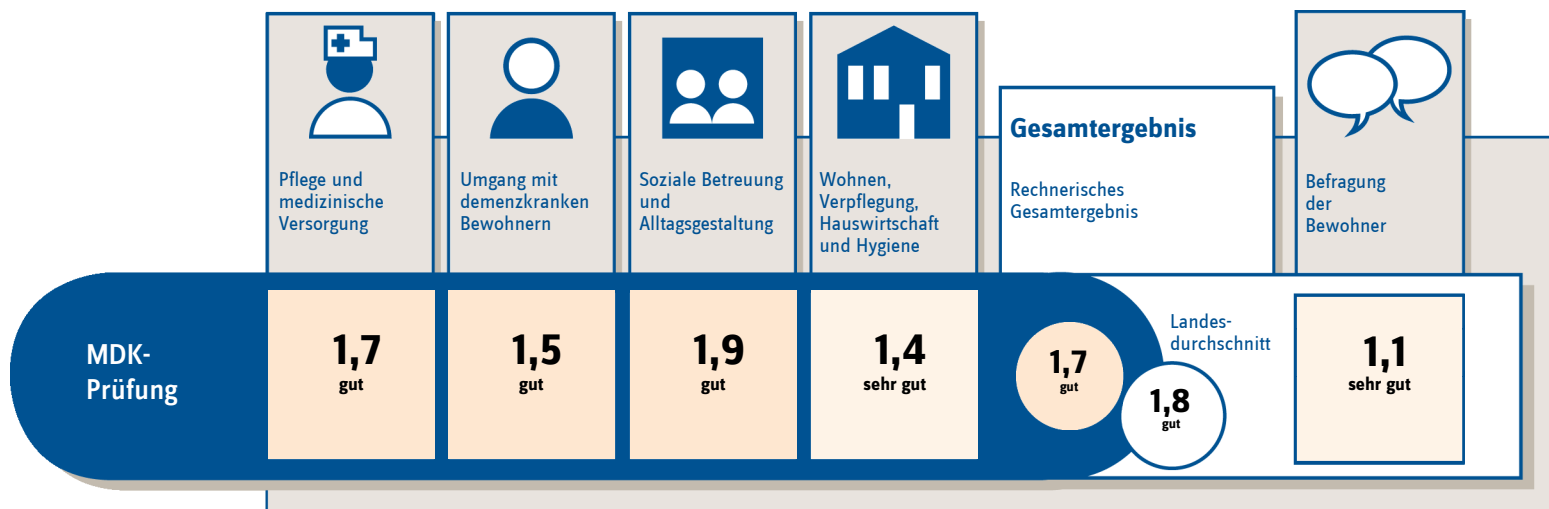 Pflege und
medizinische
Versorgung
Umgang mit
demenzkranken
Bewohnern
Soziale Betreuung
und
Alltagsgestaltung
Wohnen,
Verpflegung,
Hauswirtschaft
und Hygiene
Gesamtergebnis
Rechnerisches
Gesamtergebnis
Befragung
der
Bewohner
MDK-
Prüfung
1,7
gut
1,5
gut
1,9
gut
1,4
sehr gut
1,7
gut
Landes-
durchschnitt
1,8
gut
1,1
sehr gut